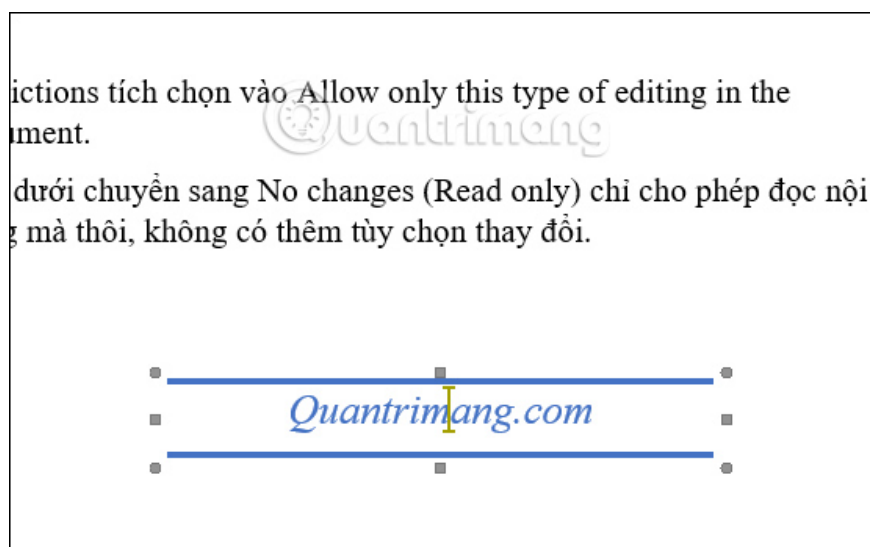 ictions tích chọn vào Allow only this type of editing in the
ument.
Quantrimang
dưới chuyển sang No changes (Read only) chỉ cho phép đọc nội
g mà thôi, không có thêm tùy chọn thay đổi.
Quantrimang.com